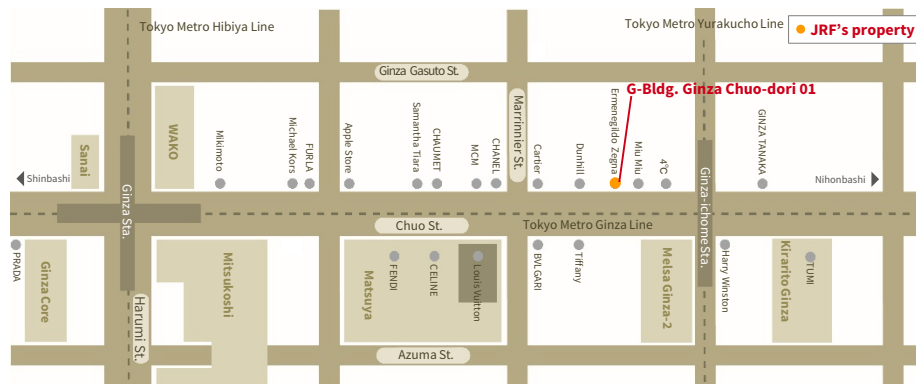 Tokyo Metro Hibiya Line
Tokyo Metro Yurakucho Line
JRF's property
Ginza Gasuto St.
G-Bldg. Ginza Chuo-dori 01
Marrinnier St.
Sanai
WAKO
Mikimoto
Michael Kors
FURLA
Apple Store
Samantha Tiara
CHAUMET
MCM
CHANEL
Cartier
Dunhill
Ermenegildo Zegna
Miu Miu
4℃
GINZA TANAKA
Shinbashi
Nihonbashi
Ginza Sta.
Ginza-ichome Sta.
Chuo St.
Tokyo Metro Ginza Line
PRADA
Ginza Core
Harumi St.
Mitsukoshi
Matsuya
FENDI
CELINE
Louis Vuitton
BVLGARI
Tiffany
Melsa Ginza-2
Harry Winston
Kirarito Ginza
TUMI
Azuma St.